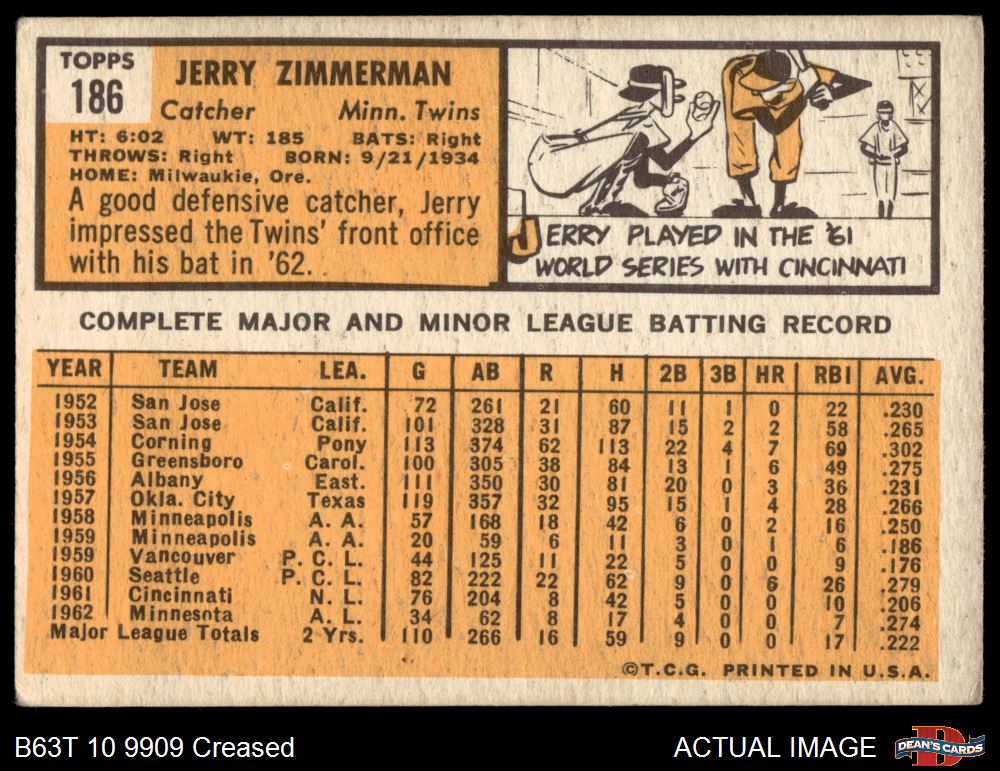 TOPPS
186
JERRY ZIMMERMAN
Catcher Minn. Twins
HT: 6:02 WT: 185 BATS: Right
THROWS: Right BORN: 9/21/1934
HOME: Milwaukie, Ore.
A good defensive catcher, Jerry
impressed the Twins' front office
with his bat in '62.
JERRY PLAYED IN THE '61
WORLD SERIES WITH CINCINNATI
COMPLETE MAJOR AND MINOR LEAGUE BATTING RECORD
YEAR TEAM LEA. G AB R H 2B 3B HR RBI AVG.
1952 San Jose Calif. 72 261 21 60 11 1 0 22 .230
1953 San Jose Calif. 101 328 31 87 15 2 2 58 .265
1954 Corning Pony 113 374 62 113 22 4 7 69 .302
1955 Greensboro Carol. 100 305 38 84 13 1 6 49 .275
1956 Albany East. 111 350 30 81 20 0 3 36 .231
1957 Okla. City Texas 119 357 32 95 15 1 4 28 .266
1958 Minneapolis A. A. 57 168 18 42 6 0 2 16 .250
1959 Minneapolis A. A. 20 59 6 11 3 0 1 6 .186
1959 Vancouver P. C. L. 44 125 11 22 5 0 0 9 .176
1960 Seattle P. C. L. 82 222 22 62 9 0 6 26 .279
1961 Cincinnati N. L. 76 204 8 42 5 0 0 10 .206
1962 Minnesota A. L. 34 62 8 17 4 0 0 7 .274
Major League Totals 2 Yrs. 110 266 16 59 9 0 0 17 .222
©T.C.G. PRINTED IN U.S.A.
B63T 10 9909 Creased
ACTUAL IMAGE
D
DEAN'S CARDS